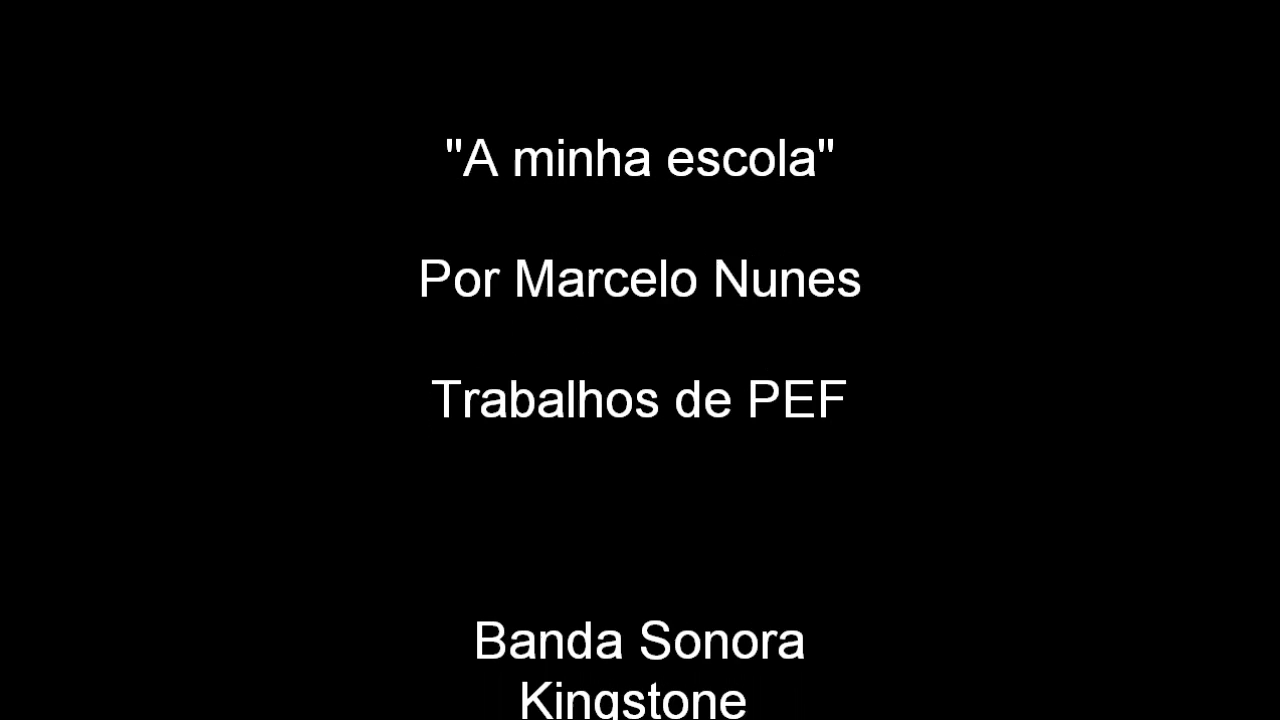 "A minha escola"
Por Marcelo Nunes
Trabalhos de PEF
Banda Sonora
Kingstone